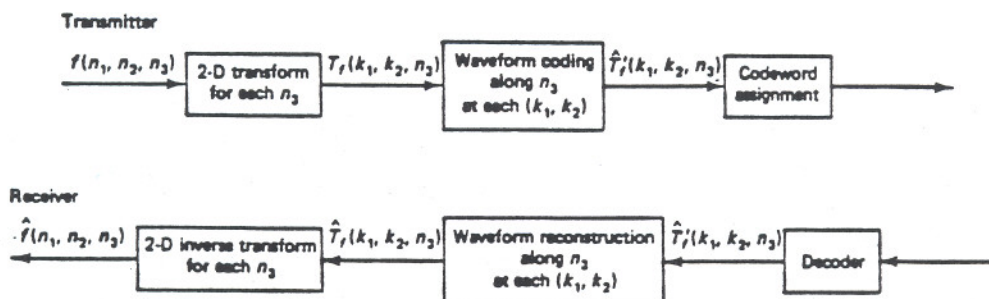 Transmitter
f(n₁, n₂, n₃)
2-D transform
for each n₃
T_f(k₁, k₂, n₃)
Waveform coding
along n₃
at each (k₁, k₂)
T̂′_f(k₁, k₂, n₃)
Codeword
assignment
Receiver
f̂(n₁, n₂, n₃)
2-D inverse transform
for each n₃
T̂_f(k₁, k₂, n₃)
Waveform reconstruction
along n₃
at each (k₁, k₂)
T̂′_f(k₁, k₂, n₃)
Decoder